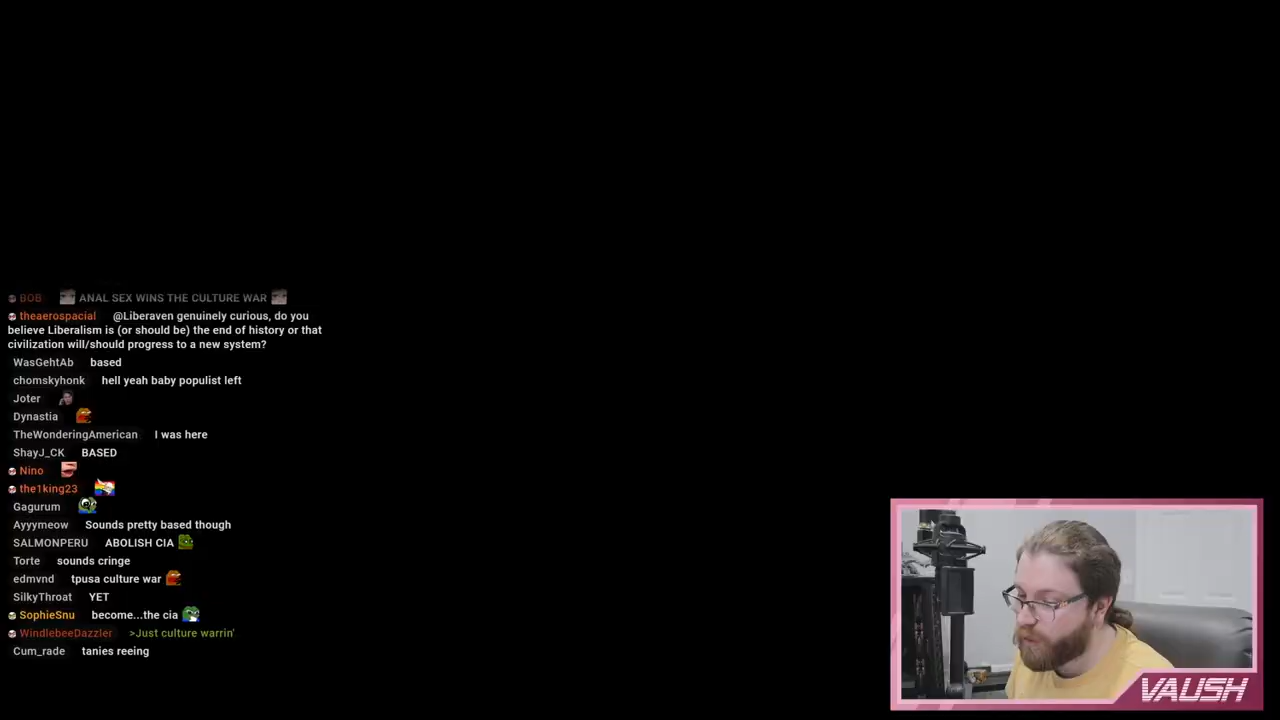 BOB ANAL SEX WINS THE CULTURE WAR
theaerospacial @Liberaven genuinely curious, do you
believe Liberalism is (or should be) the end of history or that
civilization will/should progress to a new system?
WasGehtAb based
chomskyhonk hell yeah baby populist left
Joter
Dynastia
TheWonderingAmerican I was here
ShayJ_CK BASED
Nino
the1king23
Gagurum
Ayyymeow Sounds pretty based though
SALMONPERU ABOLISH CIA
Torte sounds cringe
edmvnd tpusa culture war
SilkyThroat YET
SophieSnu become...the cia
WindlebeeDazzler >Just culture warrin'
Cum_rade tanies reeing
VAUSH